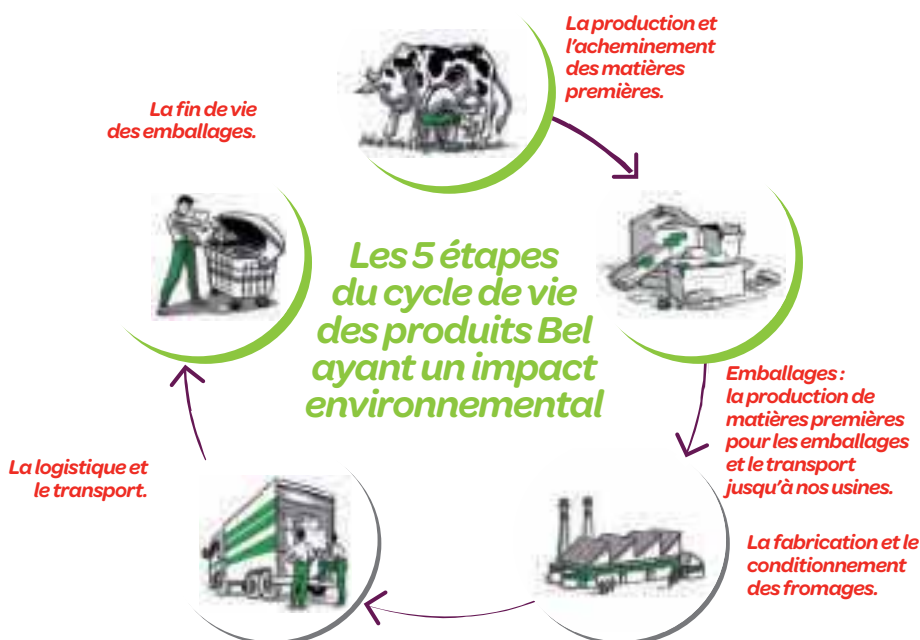 La production et
l'acheminement
des matières
premières.
La fin de vie
des emballages.
Les 5 étapes
du cycle de vie
des produits Bel
ayant un impact
environnemental
Emballages :
la production de
matières premières
pour les emballages
et le transport
jusqu'à nos usines.
La logistique et
le transport.
La fabrication et le
conditionnement
des fromages.